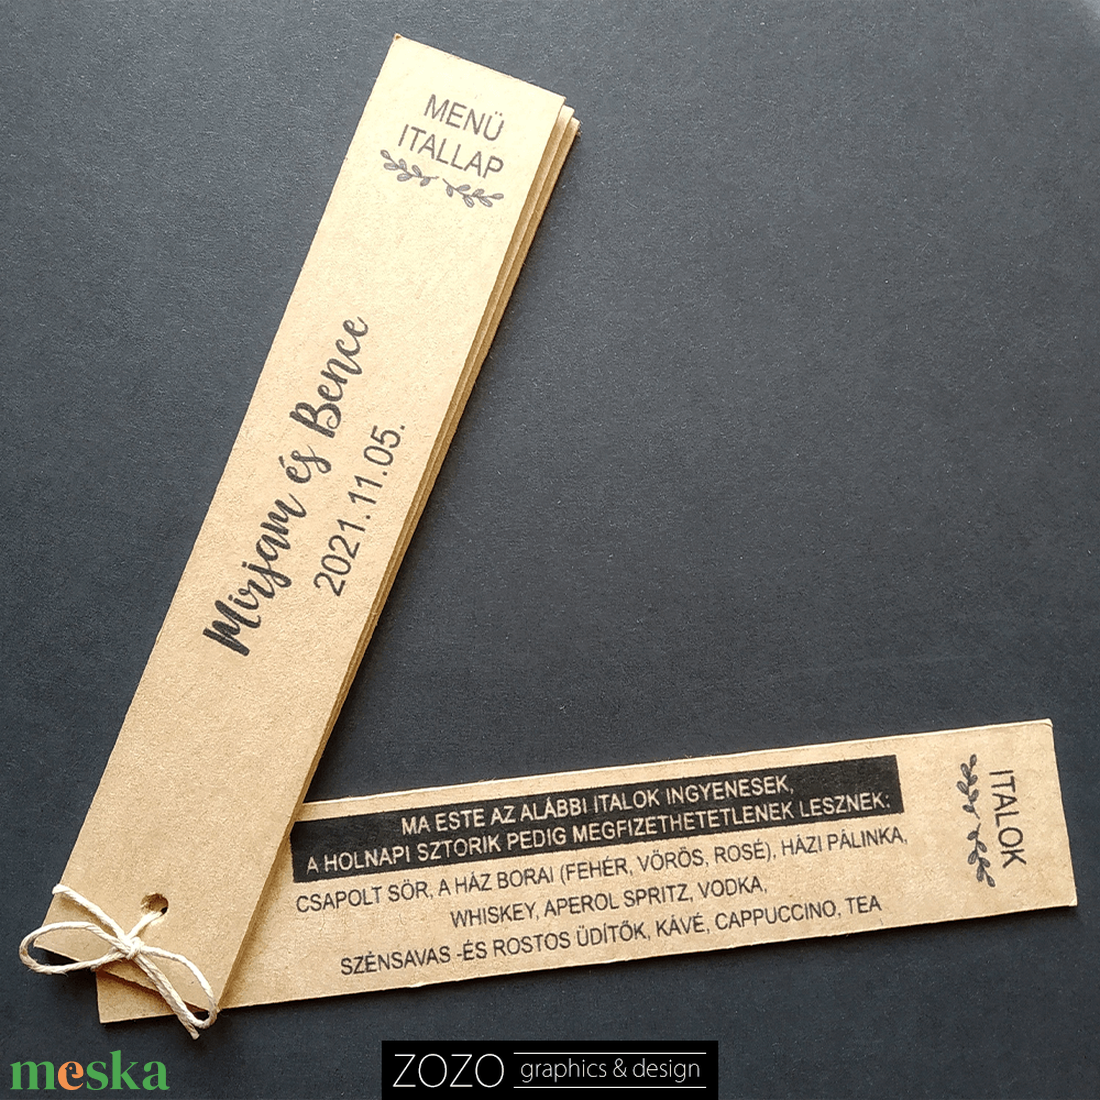 MENÜ
ITALLAP
Mirjam és Bence
2021.11.05.
ITALOK
MA ESTE AZ ALÁBBI ITALOK INGYENESEK,
A HOLNAPI SZTORIK PEDIG MEGFIZETHETETLENEK LESZNEK:
CSAPOLT SÖR, A HÁZ BORAI (FEHÉR, VÖRÖS, ROSÉ), HÁZI PÁLINKA,
WHISKEY, APEROL SPRITZ, VODKA,
SZÉNSAVAS -ÉS ROSTOS ÜDÍTŐK, KÁVÉ, CAPPUCCINO, TEA
meska
ZOZO graphics & design